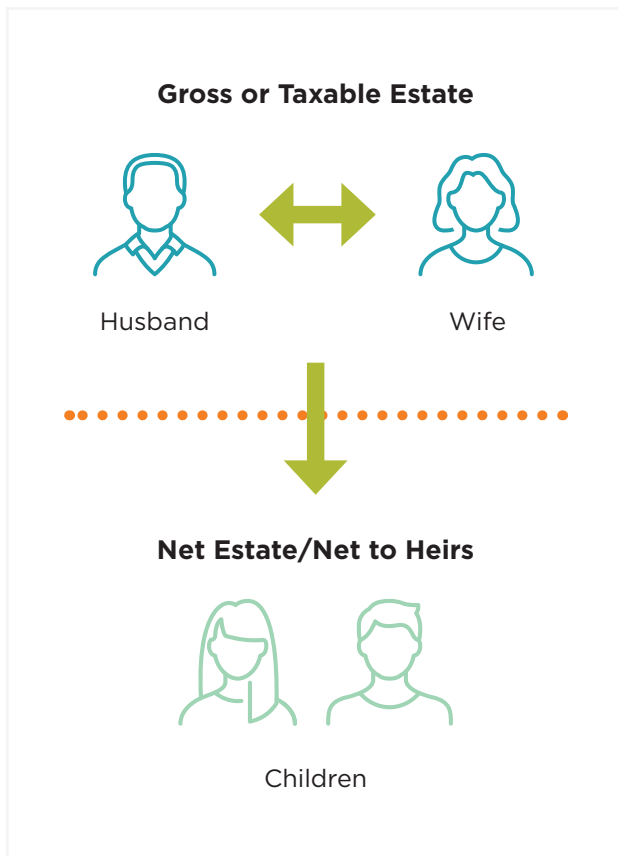 Gross or Taxable Estate
Husband
Wife
Net Estate/Net to Heirs
Children